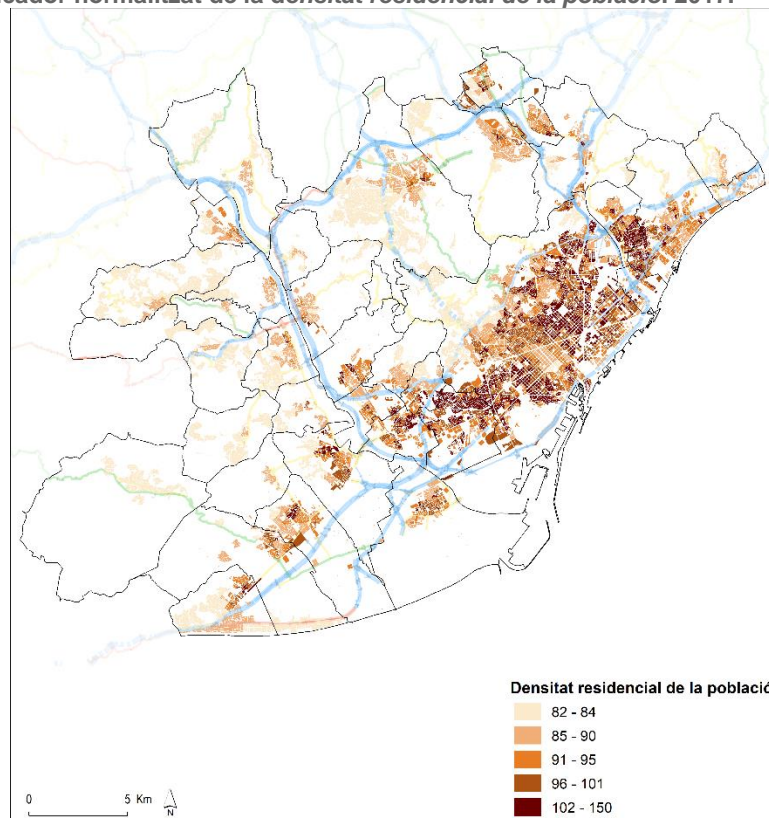 normalitzat de la densitat residencial de la població. 2017.
Densitat residencial de la població
82 - 84
85 - 90
91 - 95
96 - 101
102 - 150
0 5 Km
N